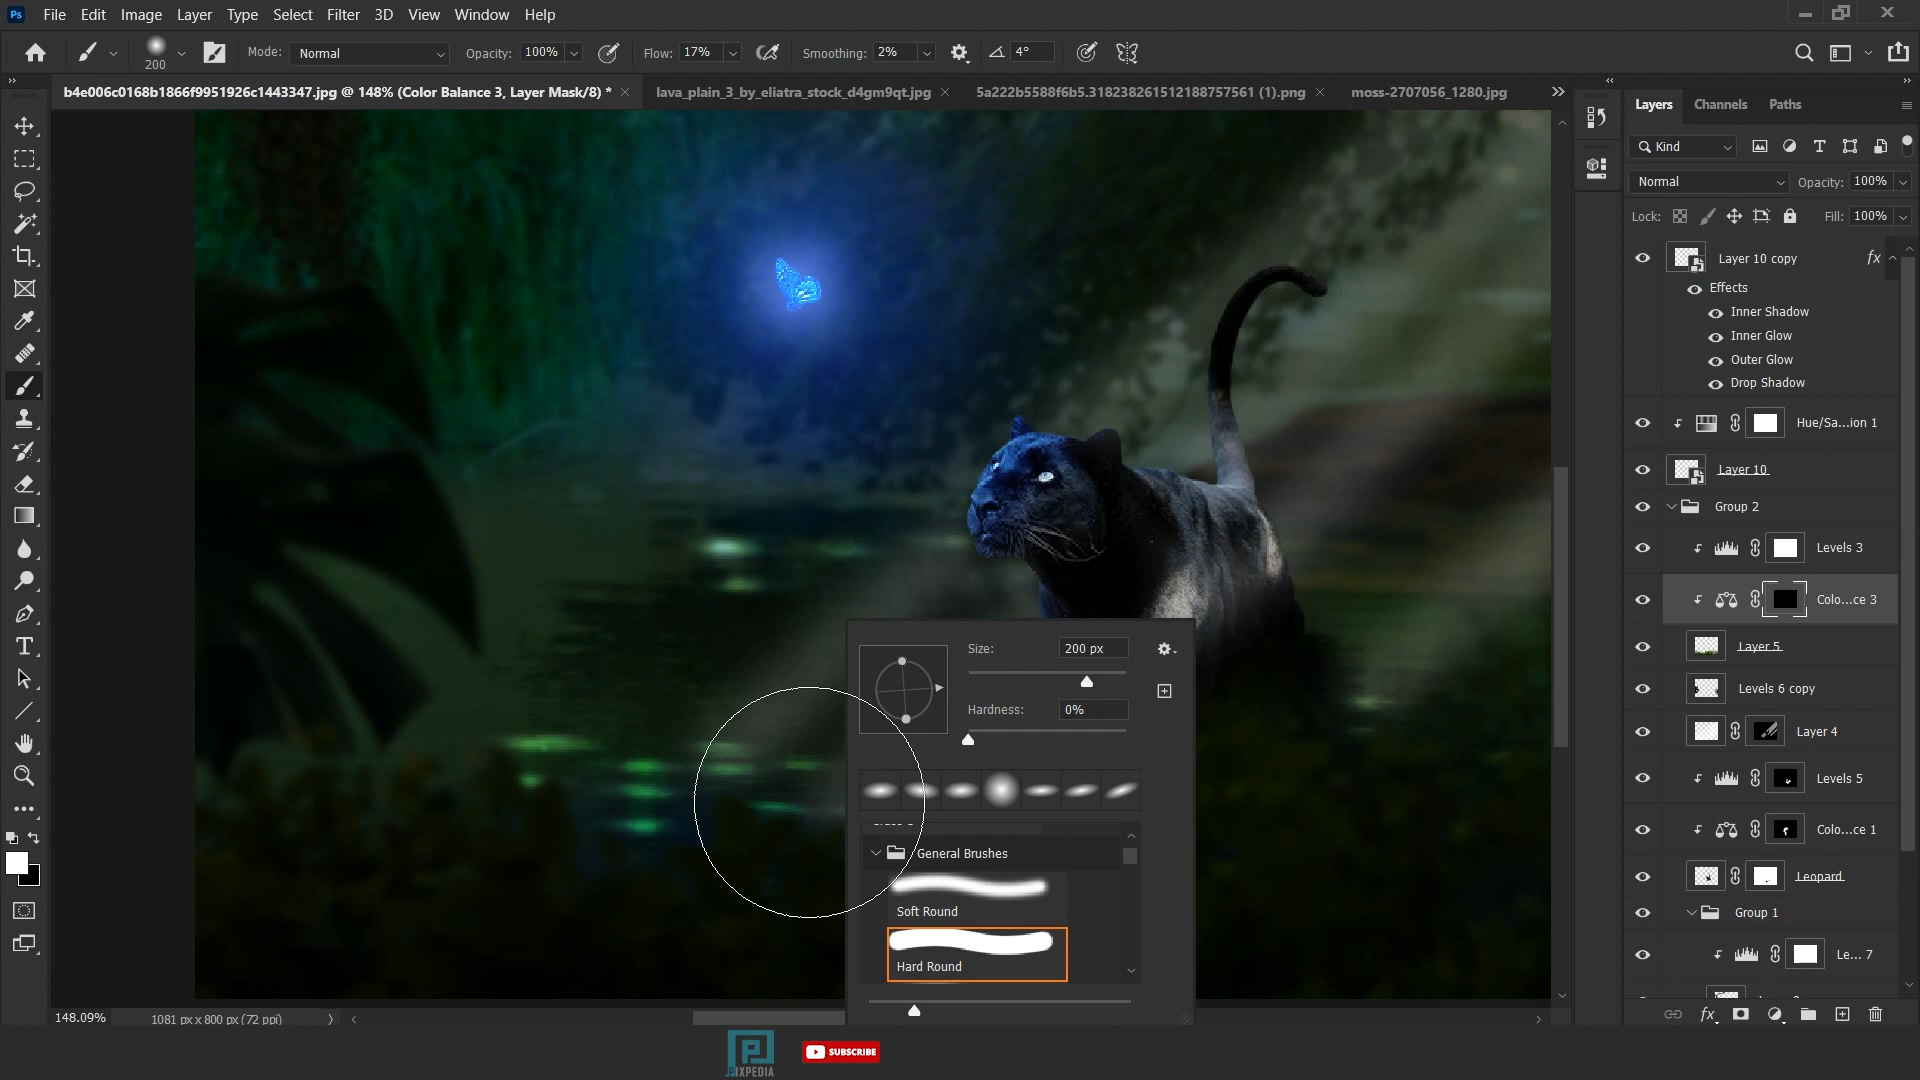 Ps File Edit Image Layer Type Select Filter 3D View Window Help
200 Mode: Normal Opacity: 100% Flow: 17% Smoothing: 2% 4°
b4e006c0168b1866f9951926c1443347.jpg @ 148% (Color Balance 3, Layer Mask/8) * lava_plain_3_by_eliatra_stock_d4gm9qt.jpg 5a222b5588f6b5.318238261512188757561 (1).png moss-2707056_1280.jpg
Layers Channels Paths
Kind
Normal Opacity: 100%
Lock: Fill: 100%
Layer 10 copy fx
Effects
Inner Shadow
Inner Glow
Outer Glow
Drop Shadow
Hue/Sa...ion 1
Layer 10
Group 2
Levels 3
Colo...ce 3
Layer 5
Levels 6 copy
Layer 4
Levels 5
Colo...ce 1
Leopard
Group 1
Le... 7
Size: 200 px
Hardness: 0%
General Brushes
Soft Round
Hard Round
148.09% 1081 px x 800 px (72 ppi)
fx
PIXPEDIA
SUBSCRIBE